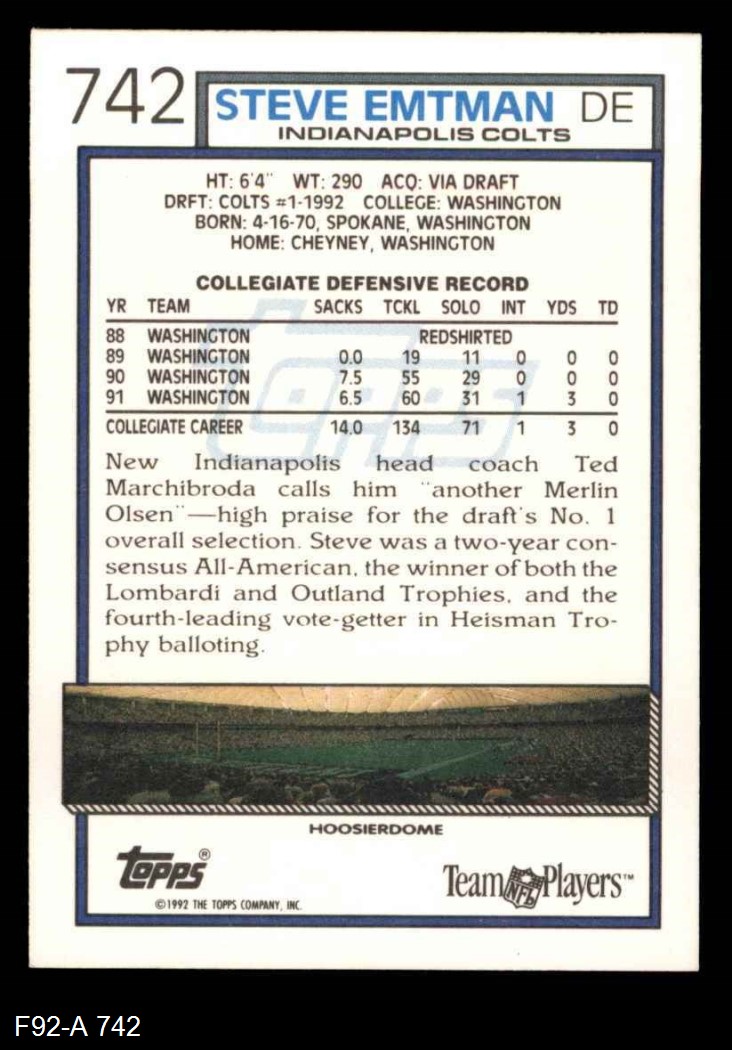 742
STEVE EMTMAN DE
INDIANAPOLIS COLTS
HT: 6'4" WT: 290 ACQ: VIA DRAFT
DRFT: COLTS #1-1992 COLLEGE: WASHINGTON
BORN: 4-16-70, SPOKANE, WASHINGTON
HOME: CHEYNEY, WASHINGTON
COLLEGIATE DEFENSIVE RECORD
YR TEAM SACKS TCKL SOLO INT YDS TD
88 WASHINGTON REDSHIRTED
89 WASHINGTON 0.0 19 11 0 0 0
90 WASHINGTON 7.5 55 29 0 0 0
91 WASHINGTON 6.5 60 31 1 3 0
COLLEGIATE CAREER 14.0 134 71 1 3 0
Topps
New Indianapolis head coach Ted
Marchibroda calls him "another Merlin
Olsen"—high praise for the draft's No. 1
overall selection. Steve was a two-year con-
sensus All-American, the winner of both the
Lombardi and Outland Trophies, and the
fourth-leading vote-getter in Heisman Tro-
phy balloting.
HOOSIERDOME
Topps®
©1992 THE TOPPS COMPANY, INC.
Team NFL Players™
F92-A 742